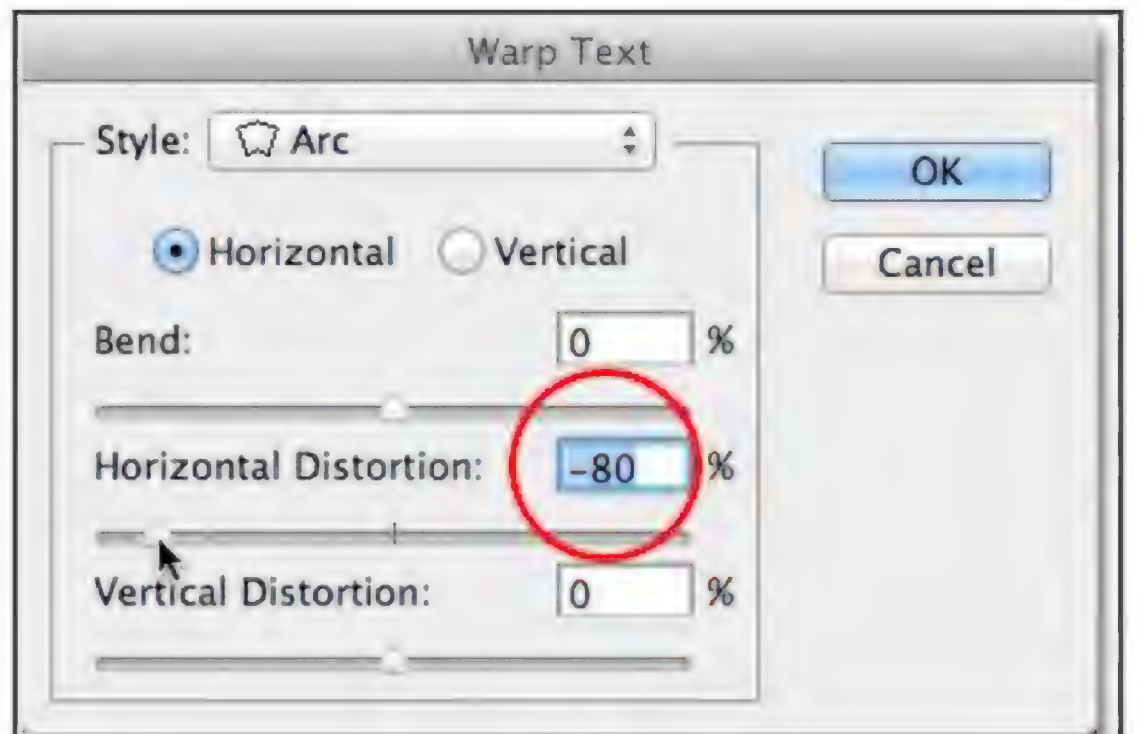 Warp Text
Style: Arc
OK
Horizontal Vertical
Cancel
Bend: 0 %
Horizontal Distortion: -80 %
Vertical Distortion: 0 %